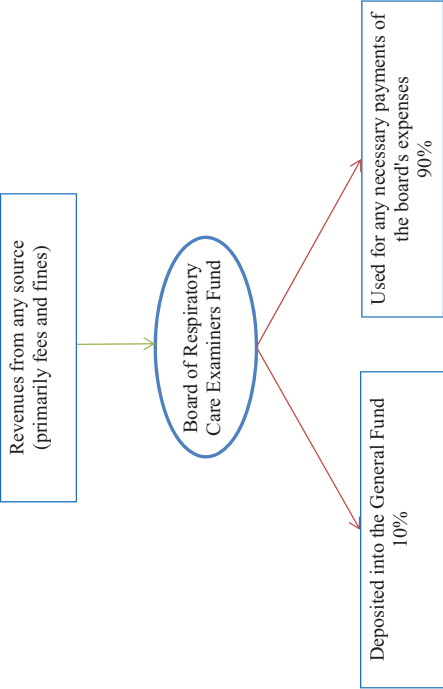 Revenues from any source
(primarily fees and fines)
Board of Respiratory
Care Examiners Fund
Deposited into the General Fund
10%
Used for any necessary payments of
the board's expenses
90%